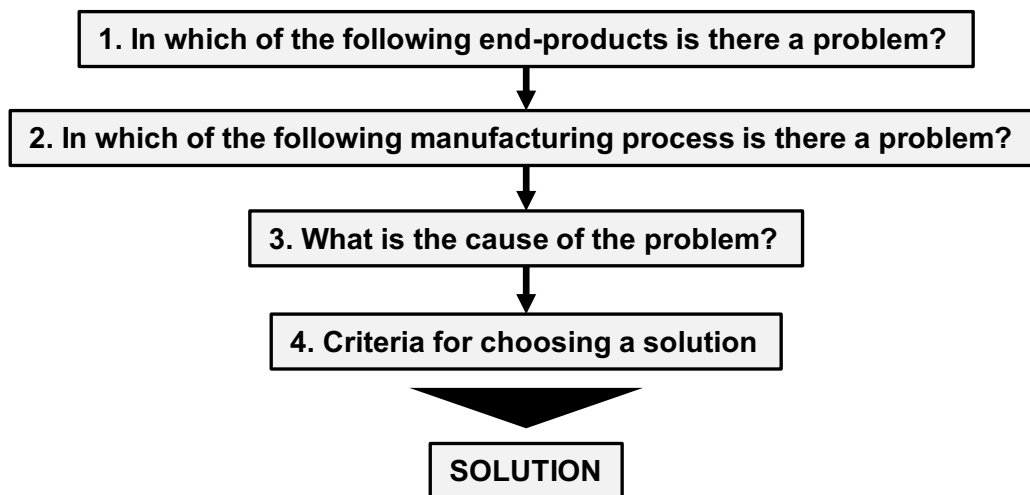 1. In which of the following end-products is there a problem?
2. In which of the following manufacturing process is there a problem?
3. What is the cause of the problem?
4. Criteria for choosing a solution
SOLUTION